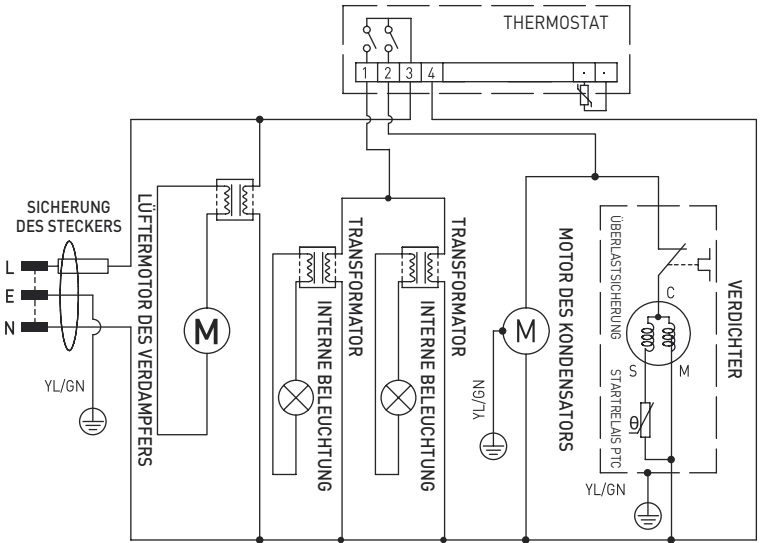 THERMOSTAT
1 2 3 4
SICHERUNG
DES STECKERS
L
E
N
YL/GN
LÜFTERMOTOR DES VERDAMPFERS
M
TRANSFORMATOR
INTERNE BELEUCHTUNG
TRANSFORMATOR
INTERNE BELEUCHTUNG
M
YL/GN
MOTOR DES KONDENSATORS
ÜBERLASTSICHERUNG
C
S
M
θ
STARTRELAIS PTC
YL/GN
VERDICHTER